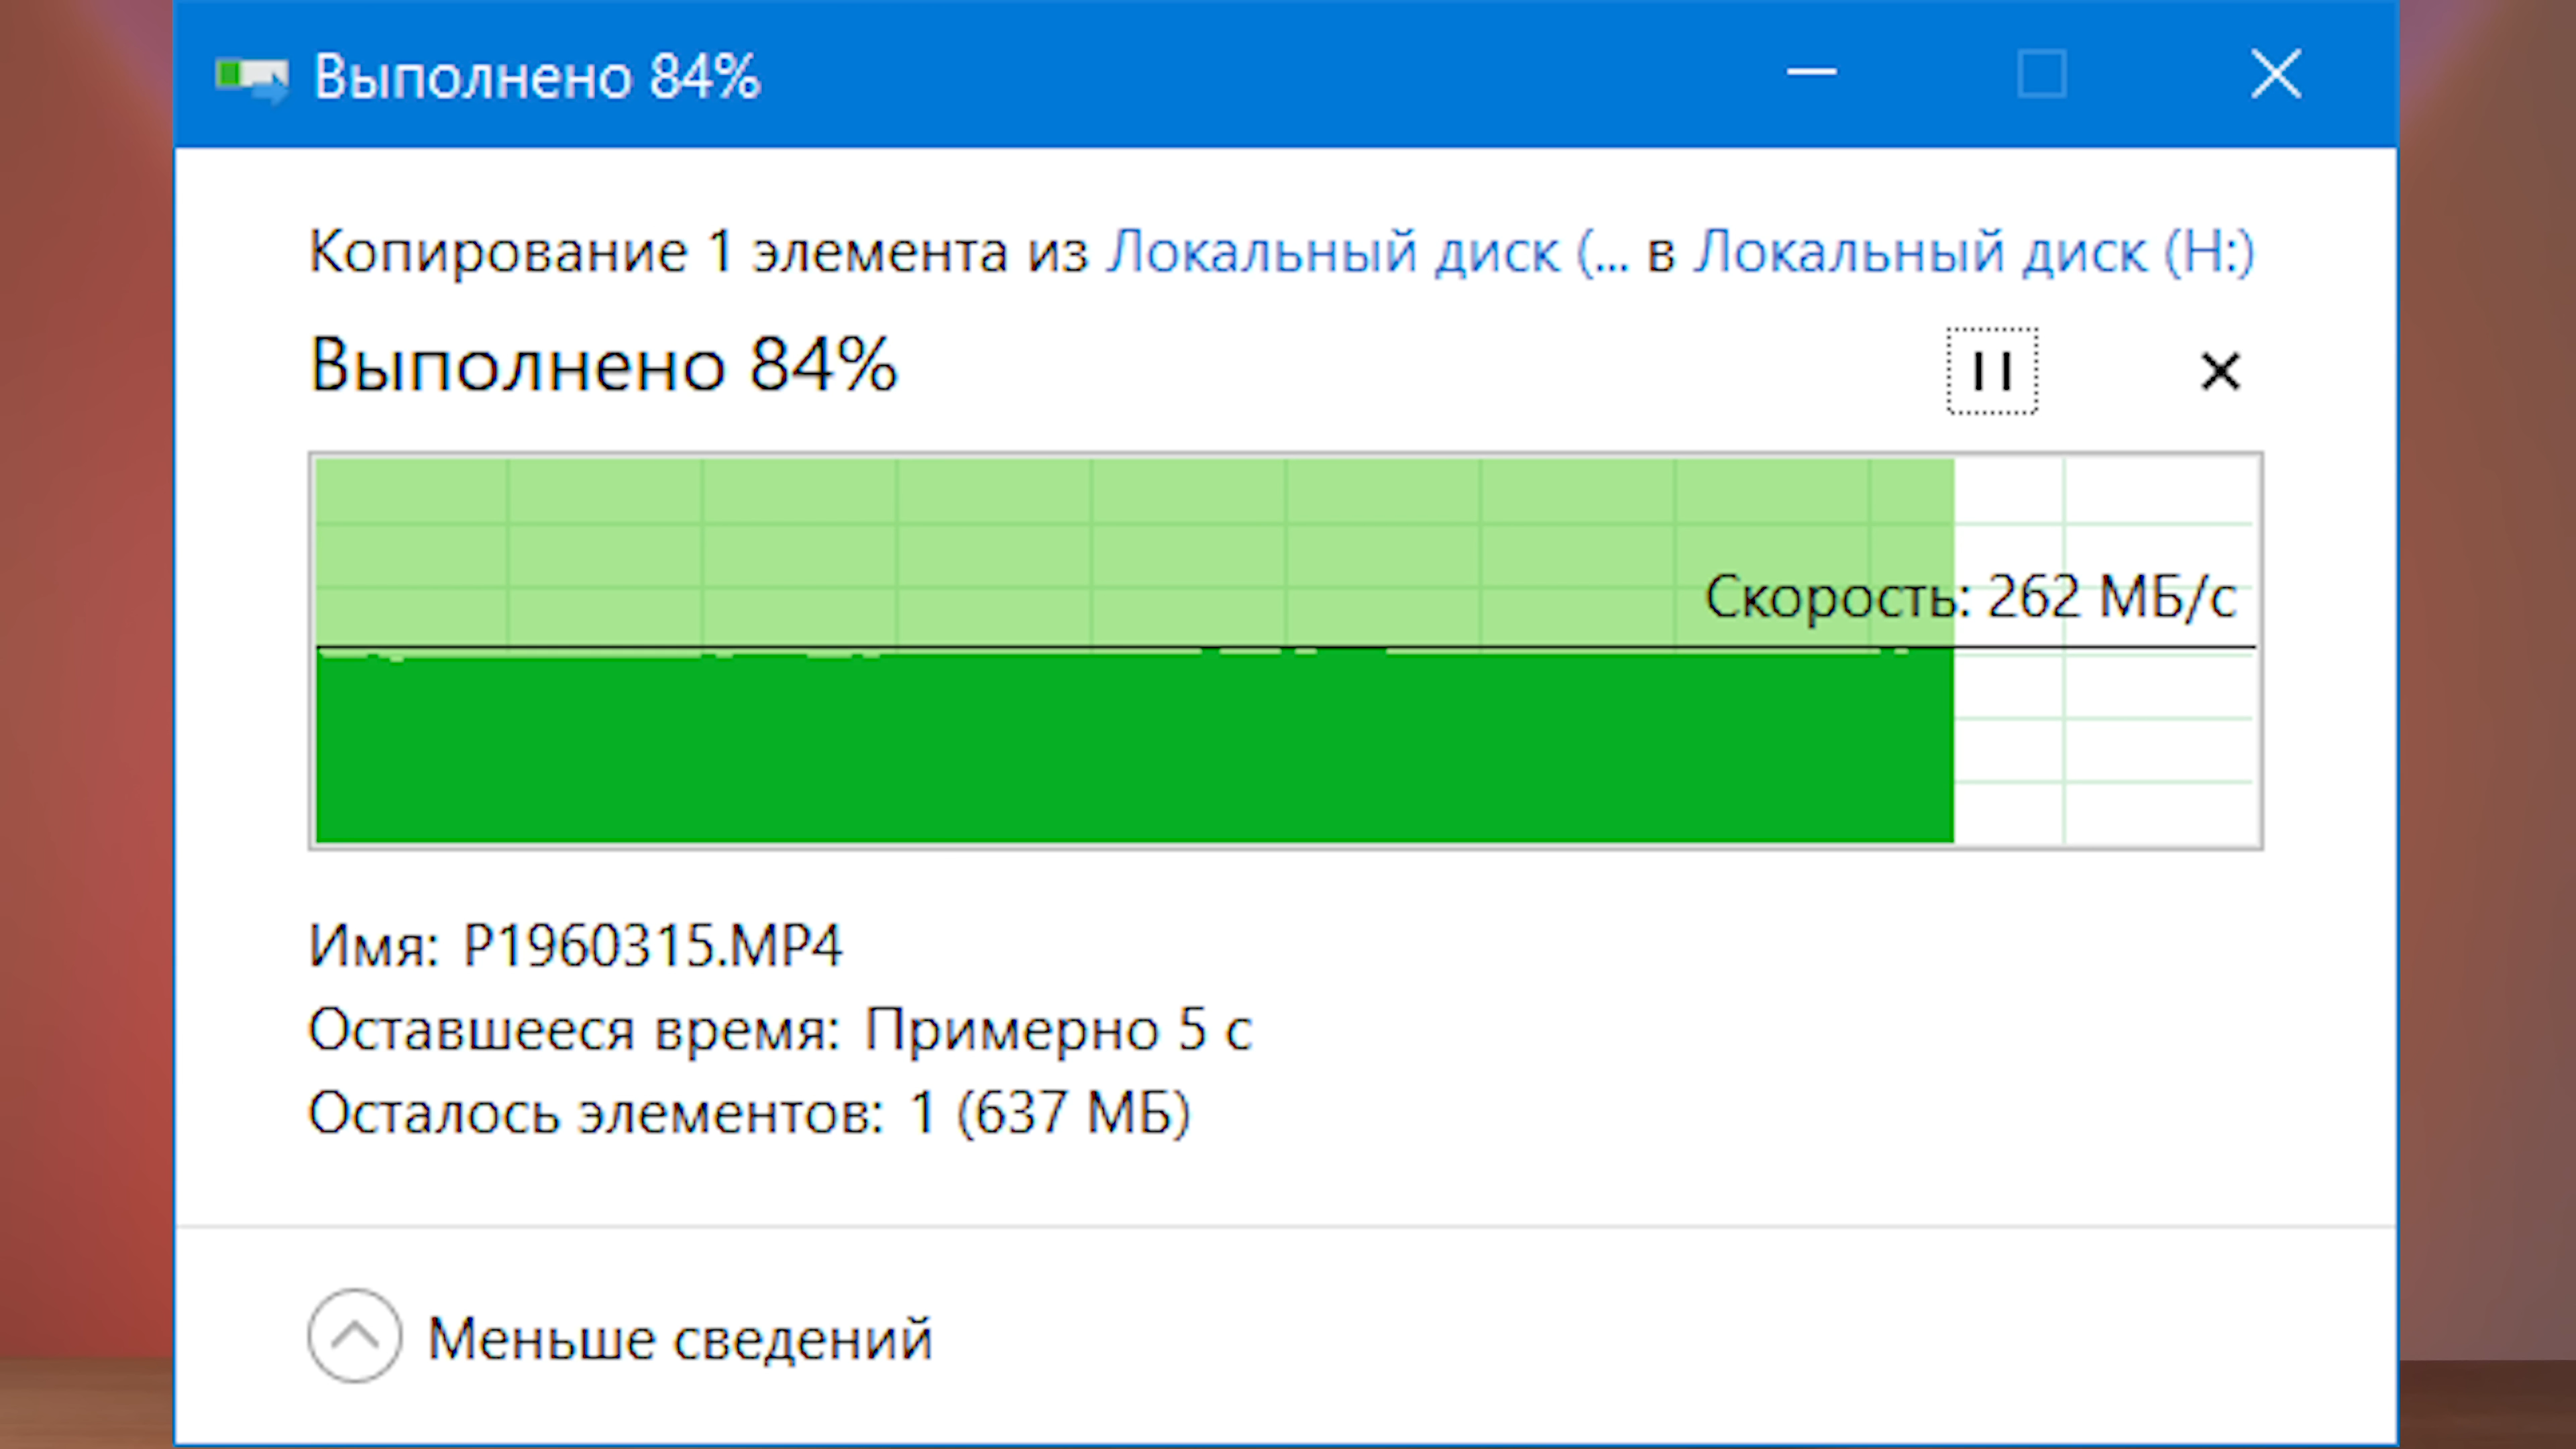 Выполнено 84%
Копирование 1 элемента из Локальный диск (... в Локальный диск (H:)
Выполнено 84%
Скорость: 262 МБ/с
Имя: P1960315.MP4
Оставшееся время: Примерно 5 с
Осталось элементов: 1 (637 МБ)
Меньше сведений